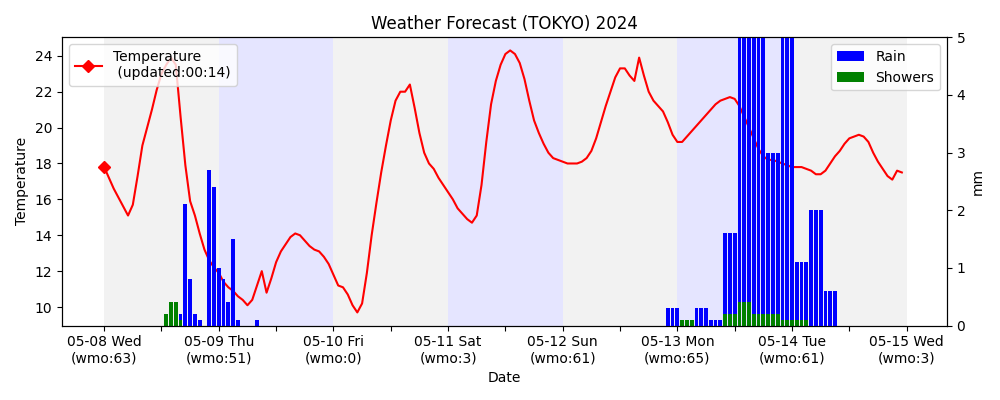 Weather Forecast (TOKYO) 2024
Temperature
(updated:00:14)
Rain
Showers
Temperature
24
22
20
18
16
14
12
10
5
4
3
2
1
0
mm
05-08 Wed
(wmo:63)
05-09 Thu
(wmo:51)
05-10 Fri
(wmo:0)
05-11 Sat
(wmo:3)
05-12 Sun
(wmo:61)
05-13 Mon
(wmo:65)
05-14 Tue
(wmo:61)
05-15 Wed
(wmo:3)
Date